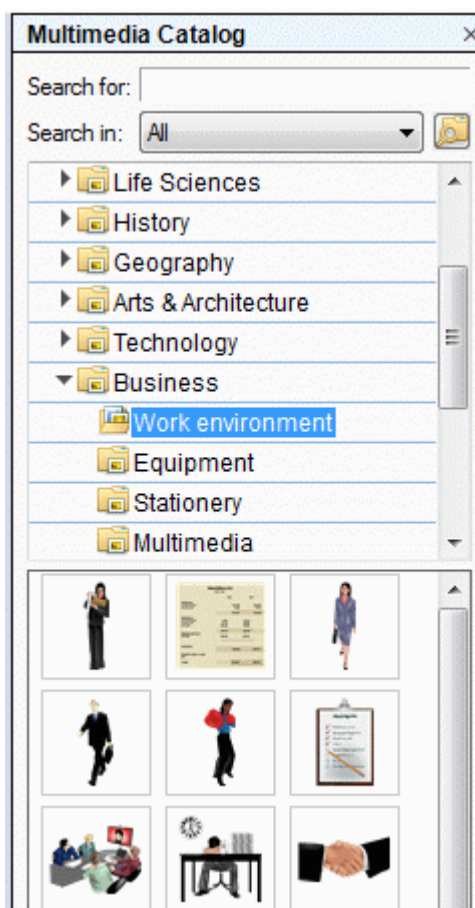 Multimedia Catalog
Search for:
Search in: All
Life Sciences
History
Geography
Arts & Architecture
Technology
Business
Work environment
Equipment
Stationery
Multimedia